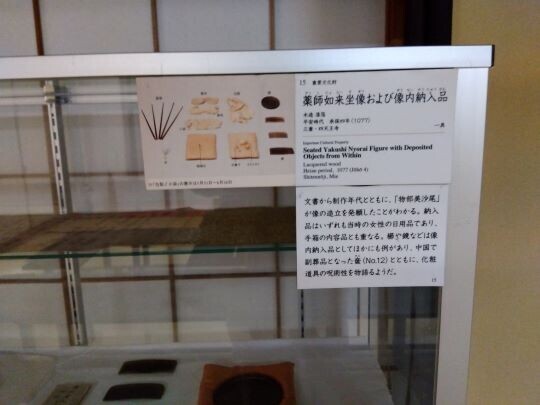 15 重要文化財
薬師如来坐像および像内納入品
木造 漆箔
平安時代 承保四年(1077)
三重・四天王寺
一具
Important Cultural Property
Seated Yakushi Nyorai Figure with Deposited
Objects from Within
Lacquered wood
Heian period, 1077 (Jōhō 4)
Shitennōji, Mie
文書から制作年代とともに、「物部美沙尾」
が像の造立を発願したことがわかる。納入
品はいずれも当時の女性の日用品であり、
手箱の内容品とも重なる。櫛や鏡などは像
内納入品としてほかにも例があり、中国で
副葬品となった奩(No.12)とともに、化粧
道具の呪術性を物語るようだ。
15